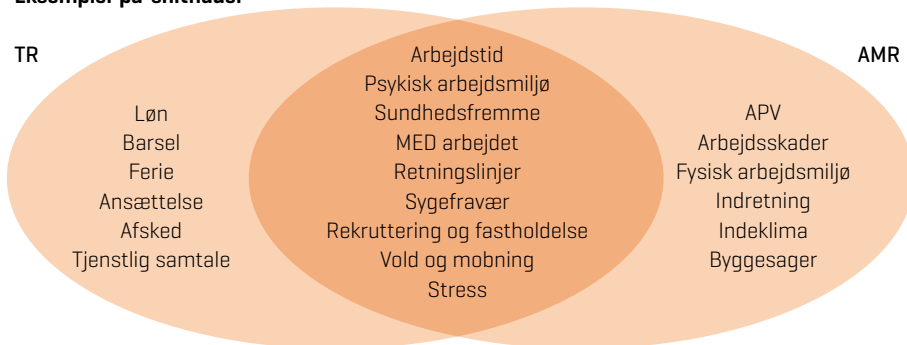 Eksempler på snitflader
TR
AMR
Løn
Barsel
Ferie
Ansættelse
Afsked
Tjenstlig samtale
Arbejdstid
Psykisk arbejdsmiljø
Sundhedsfremme
MED arbejdet
Retningslinjer
Sygefravær
Rekruttering og fastholdelse
Vold og mobning
Stress
APV
Arbejdsskader
Fysisk arbejdsmiljø
Indretning
Indeklima
Byggesager